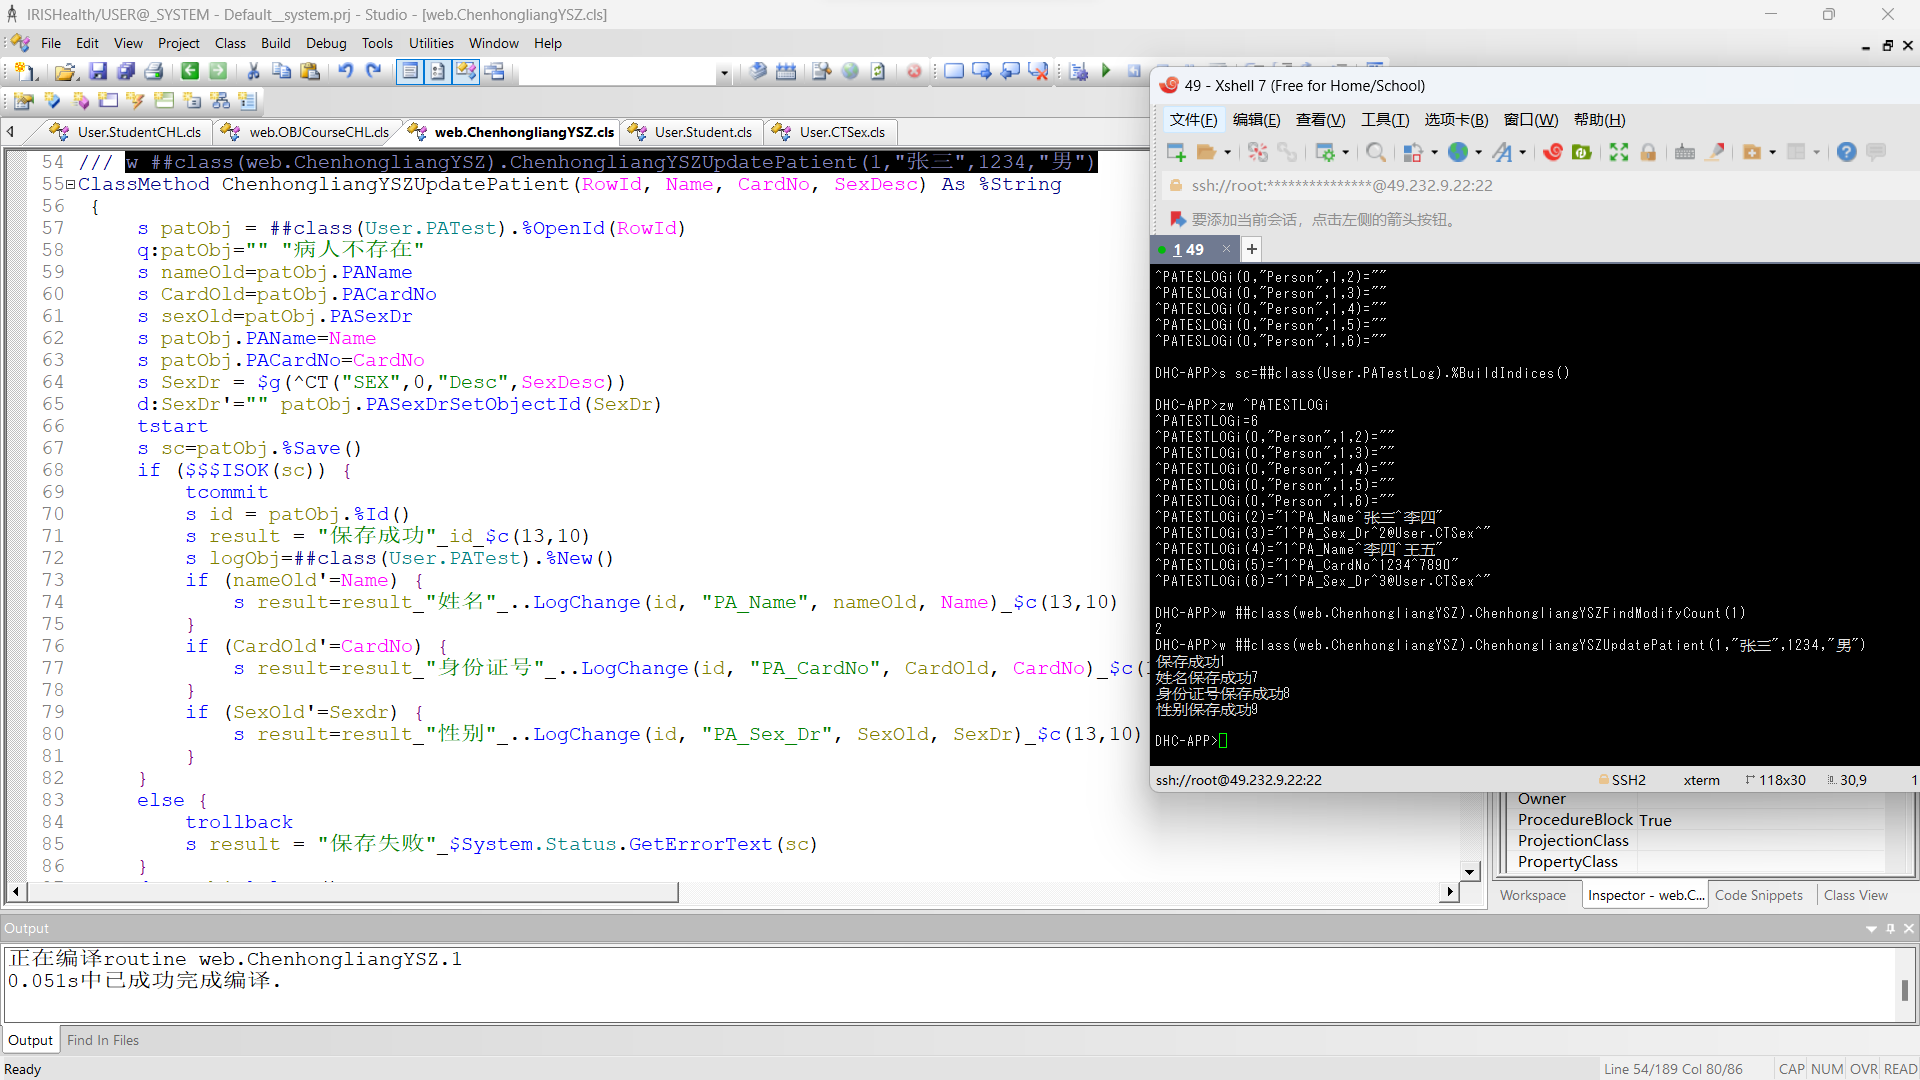 IRISHealth/USER@_SYSTEM - Default__system.prj - Studio - [web.ChenhongliangYSZ.cls]
File Edit View Project Class Build Debug Tools Utilities Window Help
User.StudentCHL.cls web.OBJCourseCHL.cls web.ChenhongliangYSZ.cls User.Student.cls User.CTSex.cls
54 /// w ##class(web.ChenhongliangYSZ).ChenhongliangYSZUpdatePatient(1,"张三",1234,"男")
55 ClassMethod ChenhongliangYSZUpdatePatient(RowId, Name, CardNo, SexDesc) As %String
56 {
57 s patObj = ##class(User.PATest).%OpenId(RowId)
58 q:patObj="" "病人不存在"
59 s nameOld=patObj.PAName
60 s CardOld=patObj.PACardNo
61 s sexOld=patObj.PASexDr
62 s patObj.PAName=Name
63 s patObj.PACardNo=CardNo
64 s SexDr = $g(^CT("SEX",0,"Desc",SexDesc))
65 d:SexDr'="" patObj.PASexDrSetObjectId(SexDr)
66 tstart
67 s sc=patObj.%Save()
68 if ($$$ISOK(sc)) {
69 tcommit
70 s id = patObj.%Id()
71 s result = "保存成功"_id_$c(13,10)
72 s logObj=##class(User.PATest).%New()
73 if (nameOld'=Name) {
74 s result=result_"姓名"_..LogChange(id, "PA_Name", nameOld, Name)_$c(13,10)
75 }
76 if (CardOld'=CardNo) {
77 s result=result_"身份证号"_..LogChange(id, "PA_CardNo", CardOld, CardNo)_$c(
78 }
79 if (SexOld'=Sexdr) {
80 s result=result_"性别"_..LogChange(id, "PA_Sex_Dr", SexOld, SexDr)_$c(13,10)
81 }
82 }
83 else {
84 trollback
85 s result = "保存失败"_$System.Status.GetErrorText(sc)
86 }
49 - Xshell 7 (Free for Home/School)
文件(F) 编辑(E) 查看(V) 工具(T) 选项卡(B) 窗口(W) 帮助(H)
ssh://root:***************@49.232.9.22:22
要添加当前会话，点击左侧的箭头按钮。
1 49 × +
^PATESLOGi(0,"Person",1,2)=""
^PATESLOGi(0,"Person",1,3)=""
^PATESLOGi(0,"Person",1,4)=""
^PATESLOGi(0,"Person",1,5)=""
^PATESLOGi(0,"Person",1,6)=""
DHC-APP>s sc=##class(User.PATestLog).%BuildIndices()
DHC-APP>zw ^PATESTLOGi
^PATESTLOGi=6
^PATESTLOGi(0,"Person",1,2)=""
^PATESTLOGi(0,"Person",1,3)=""
^PATESTLOGi(0,"Person",1,4)=""
^PATESTLOGi(0,"Person",1,5)=""
^PATESTLOGi(0,"Person",1,6)=""
^PATESTLOGi(2)="1^PA_Name^张三^李四"
^PATESTLOGi(3)="1^PA_Sex_Dr^2@User.CTSex^"
^PATESTLOGi(4)="1^PA_Name^李四^王五"
^PATESTLOGi(5)="1^PA_CardNo^1234^7890"
^PATESTLOGi(6)="1^PA_Sex_Dr^3@User.CTSex^"
DHC-APP>w ##class(web.ChenhongliangYSZ).ChenhongliangYSZFindModifyCount(1)
2
DHC-APP>w ##class(web.ChenhongliangYSZ).ChenhongliangYSZUpdatePatient(1,"张三",1234,"男")
保存成功1
姓名保存成功7
身份证号保存成功8
性别保存成功9
DHC-APP>
ssh://root@49.232.9.22:22 SSH2 xterm 118x30 30,9 1
Owner
ProcedureBlock True
ProjectionClass
PropertyClass
Workspace Inspector - web.C... Code Snippets Class View
Output
正在编译routine web.ChenhongliangYSZ.1
0.051s中已成功完成编译.
Output Find In Files
Ready Line 54/189 Col 80/86 CAP NUM OVR READ